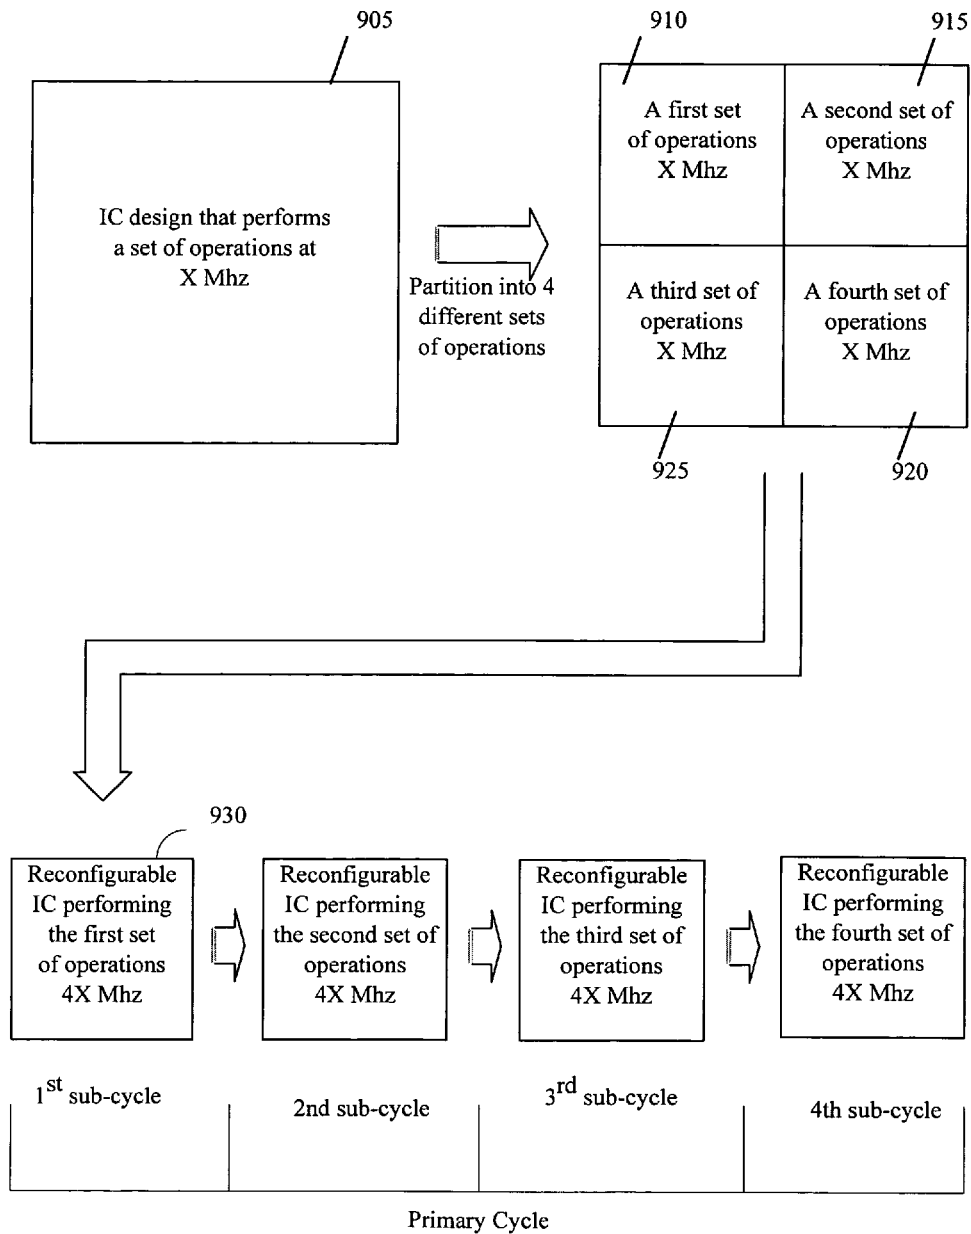 905
910
915
IC design that performs
a set of operations at
X Mhz
Partition into 4
different sets
of operations
A first set
of operations
X Mhz
A second set of
operations
X Mhz
A third set of
operations
X Mhz
A fourth set of
operations
X Mhz
925
920
930
Reconfigurable
IC performing
the first set
of operations
4X Mhz
Reconfigurable
IC performing
the second set of
operations
4X Mhz
Reconfigurable
IC performing
the third set of
operations
4X Mhz
Reconfigurable
IC performing
the fourth set of
operations
4X Mhz
1st sub-cycle
2nd sub-cycle
3rd sub-cycle
4th sub-cycle
Primary Cycle